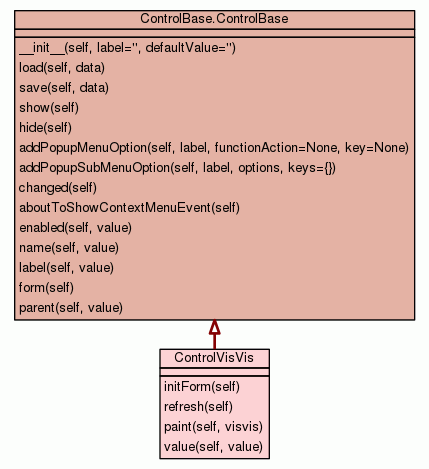 ControlBase.ControlBase
__init__(self, label='', defaultValue='')
load(self, data)
save(self, data)
show(self)
hide(self)
addPopupMenuOption(self, label, functionAction=None, key=None)
addPopupSubMenuOption(self, label, options, keys={})
changed(self)
aboutToShowContextMenuEvent(self)
enabled(self, value)
name(self, value)
label(self, value)
form(self)
parent(self, value)
ControlVisVis
initForm(self)
refresh(self)
paint(self, visvis)
value(self, value)